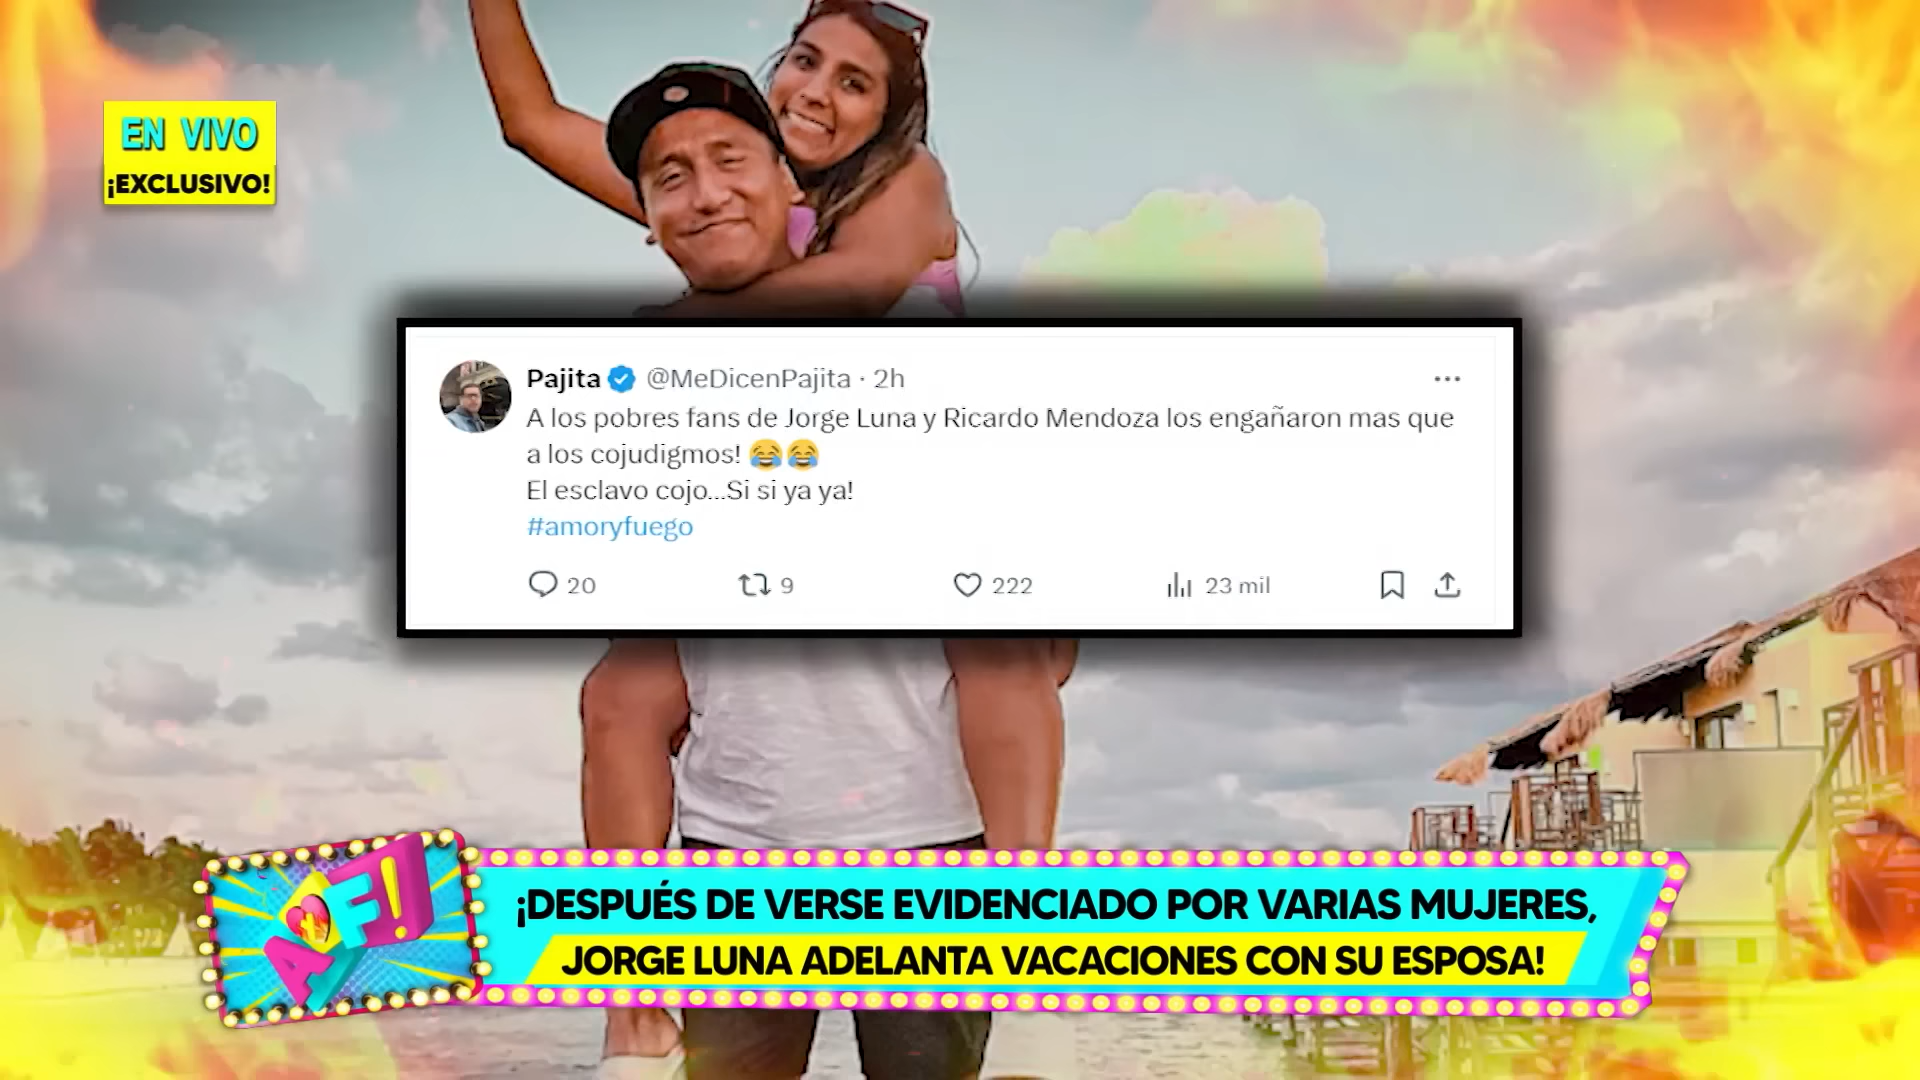 EN VIVO
¡EXCLUSIVO!
Pajita @MeDicenPajita · 2h
A los pobres fans de Jorge Luna y Ricardo Mendoza los engañaron mas que
a los cojudigmos! 😂😂
El esclavo cojo...Si si ya ya!
#amoryfuego
20 9 222 23 mil
AyF!
¡DESPUÉS DE VERSE EVIDENCIADO POR VARIAS MUJERES,
JORGE LUNA ADELANTA VACACIONES CON SU ESPOSA!